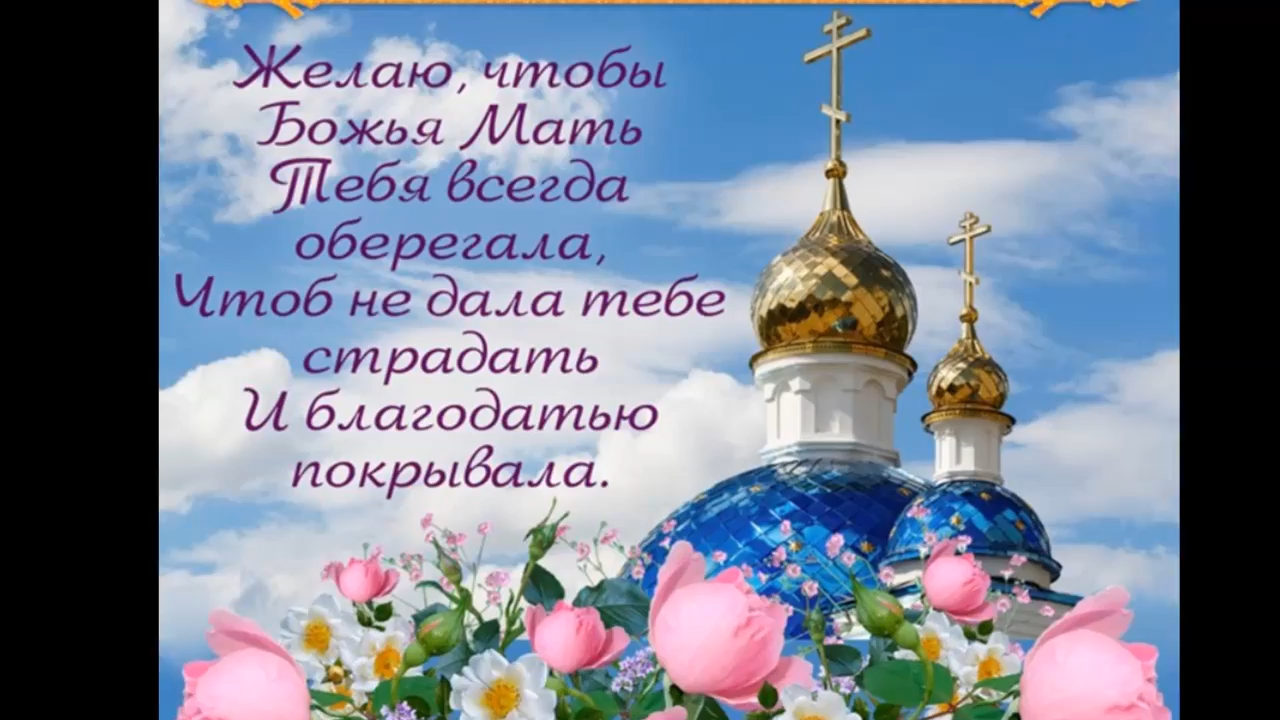 Желаю, чтобы
Божья Мать
Тебя всегда
оберегала,
Чтоб не дала тебе
страдать
И благодатью
покрывала.